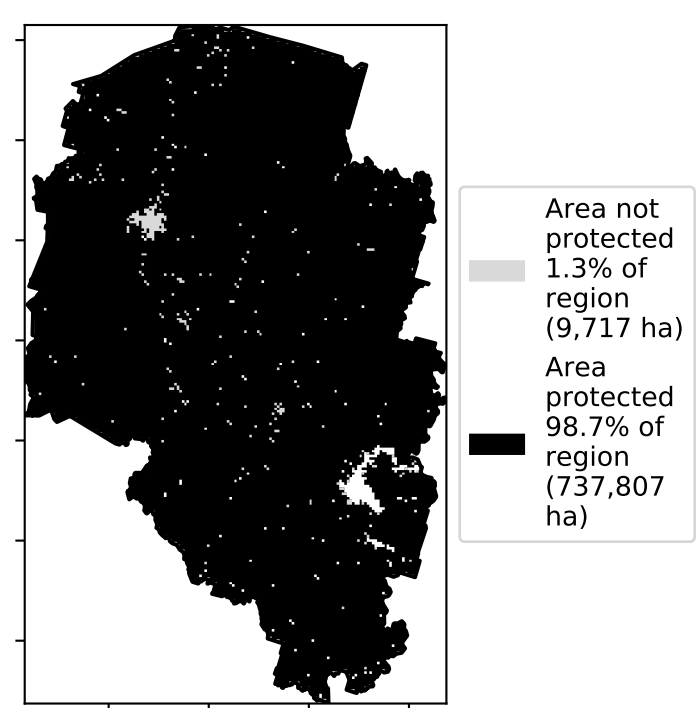 Area not
protected
1.3% of
region
(9,717 ha)
Area
protected
98.7% of
region
(737,807
ha)